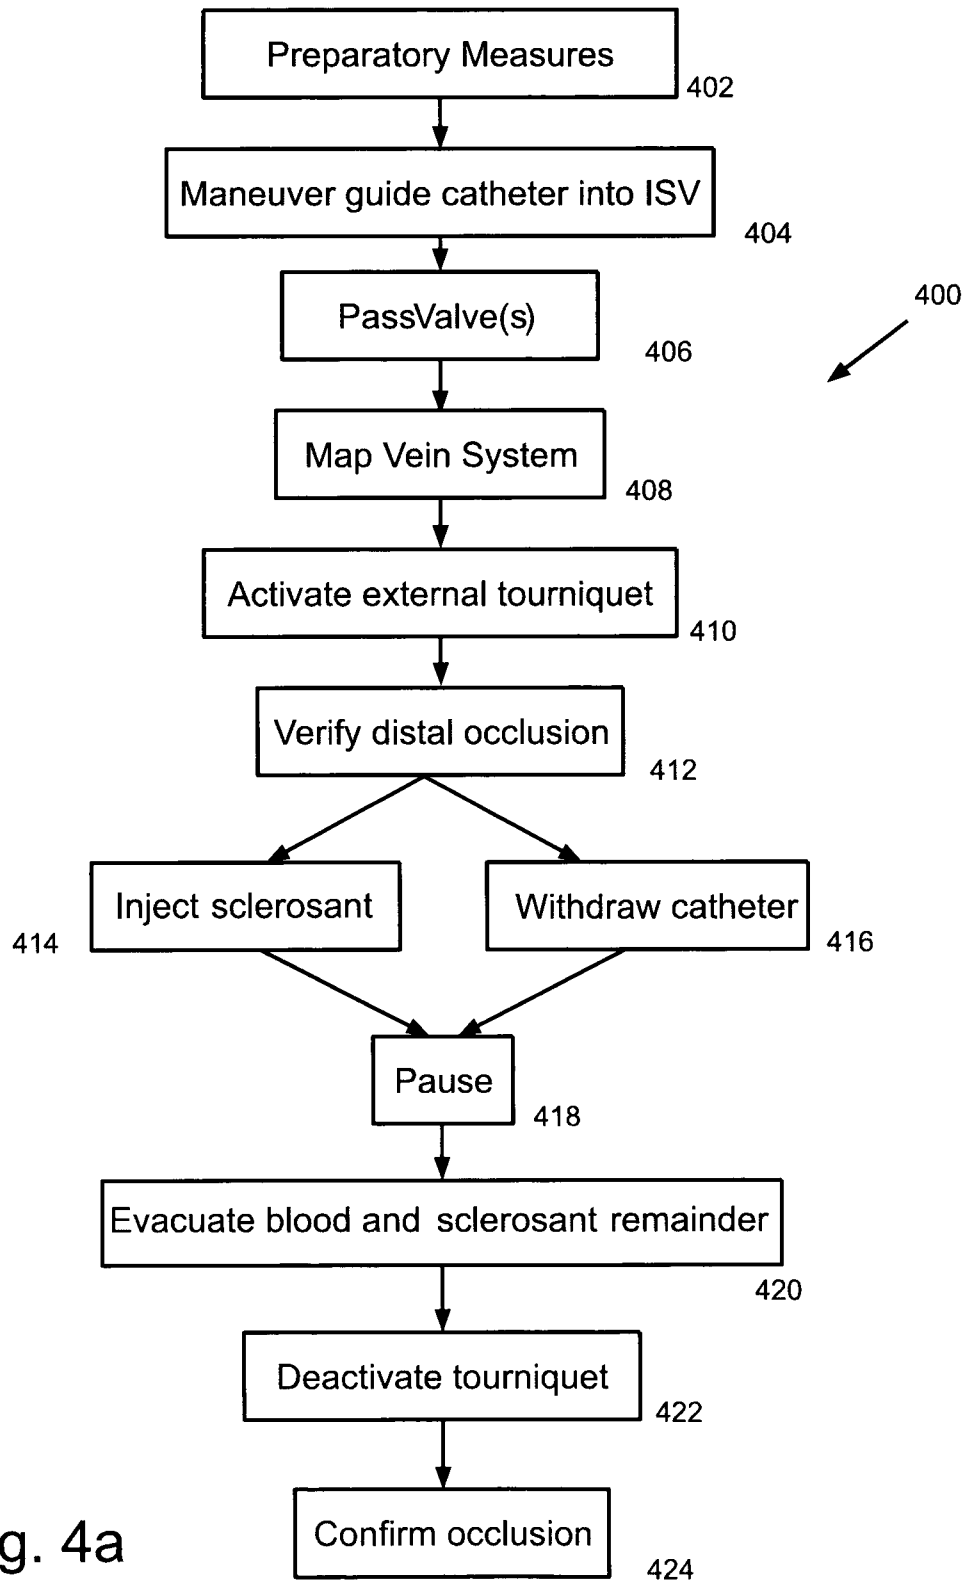 Preparatory Measures
402
Maneuver guide catheter into ISV
404
400
PassValve(s)
406
Map Vein System
408
Activate external tourniquet
410
Verify distal occlusion
412
Inject sclerosant
414
Withdraw catheter
416
Pause
418
Evacuate blood and sclerosant remainder
420
Deactivate tourniquet
422
Confirm occlusion
424
g. 4a